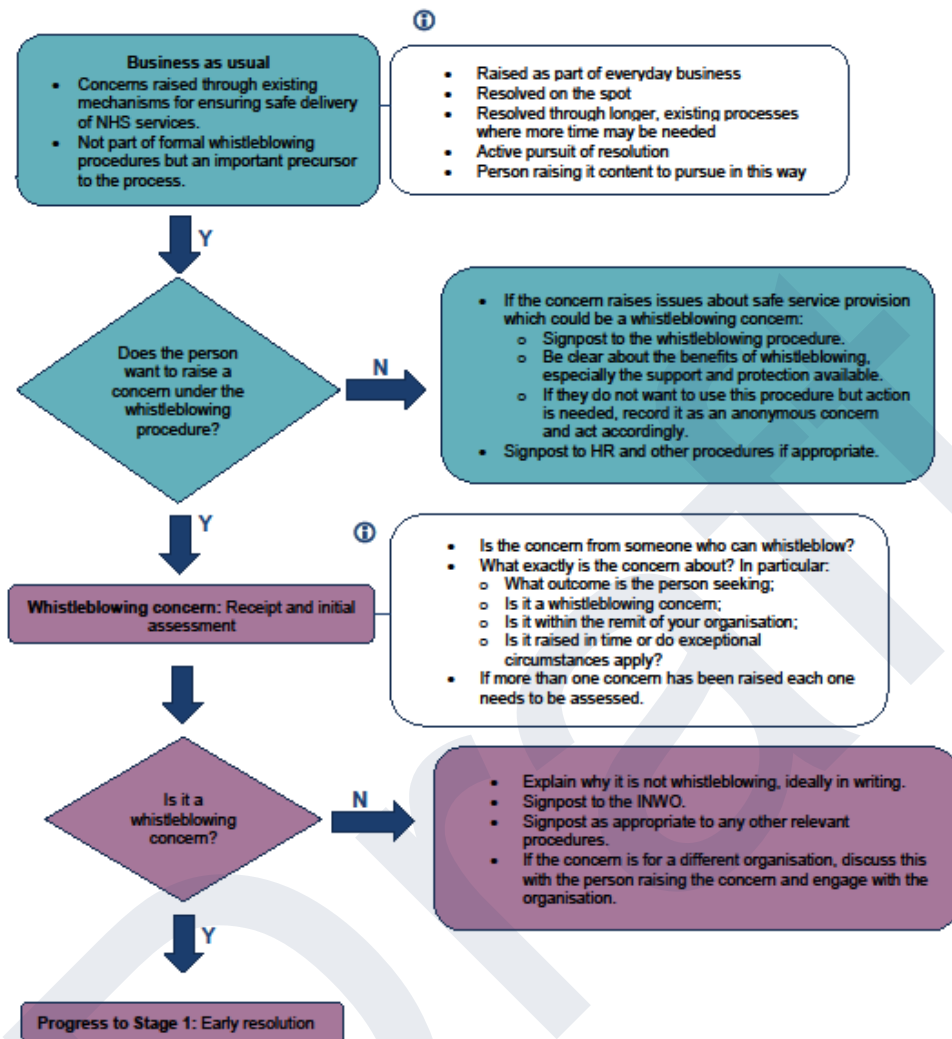 Business as usual
• Concerns raised through existing
mechanisms for ensuring safe delivery
of NHS services.
• Not part of formal whistleblowing
procedures but an important precursor
to the process.
• Raised as part of everyday business
• Resolved on the spot
• Resolved through longer, existing processes
where more time may be needed
• Active pursuit of resolution
• Person raising it content to pursue in this way
Y
Does the person
want to raise a
concern under the
whistleblowing
procedure?
N
• If the concern raises issues about safe service provision
which could be a whistleblowing concern:
o Signpost to the whistleblowing procedure.
o Be clear about the benefits of whistleblowing,
especially the support and protection available.
o If they do not want to use this procedure but action
is needed, record it as an anonymous concern
and act accordingly.
• Signpost to HR and other procedures if appropriate.
Y
Whistleblowing concern: Receipt and initial
assessment
• Is the concern from someone who can whistleblow?
• What exactly is the concern about? In particular:
o What outcome is the person seeking;
o Is it a whistleblowing concern;
o Is it within the remit of your organisation;
o Is it raised in time or do exceptional
circumstances apply?
• If more than one concern has been raised each one
needs to be assessed.
Is it a
whistleblowing
concern?
N
• Explain why it is not whistleblowing, ideally in writing.
• Signpost to the INWO.
• Signpost as appropriate to any other relevant
procedures.
• If the concern is for a different organisation, discuss this
with the person raising the concern and engage with the
organisation.
Y
Progress to Stage 1: Early resolution
Draft